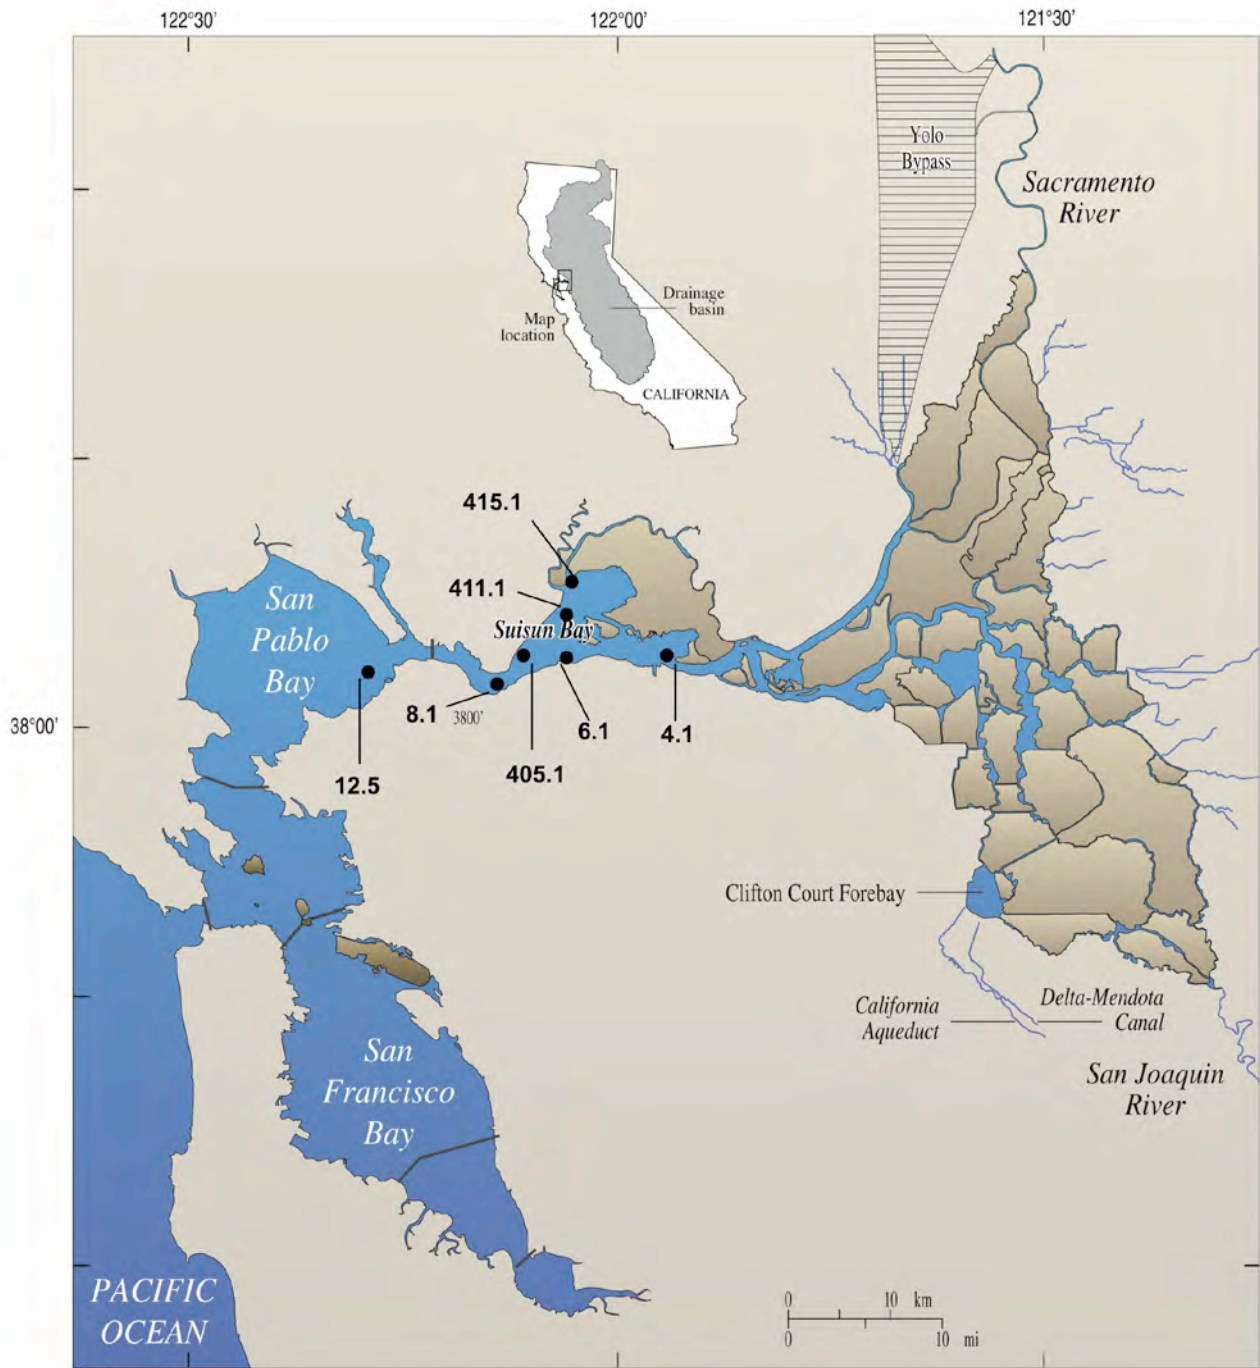 122°30'
122°00'
121°30'
Yolo
Bypass
Sacramento
River
Drainage
basin
Map
location
CALIFORNIA
415.1
411.1
San
Pablo
Bay
Suisun Bay
8.1
3800'
6.1
4.1
38°00'
405.1
12.5
Clifton Court Forebay
California
Aqueduct
Delta-Mendota
Canal
San
Francisco
Bay
San Joaquin
River
PACIFIC
OCEAN
0 10 km
0 10 mi